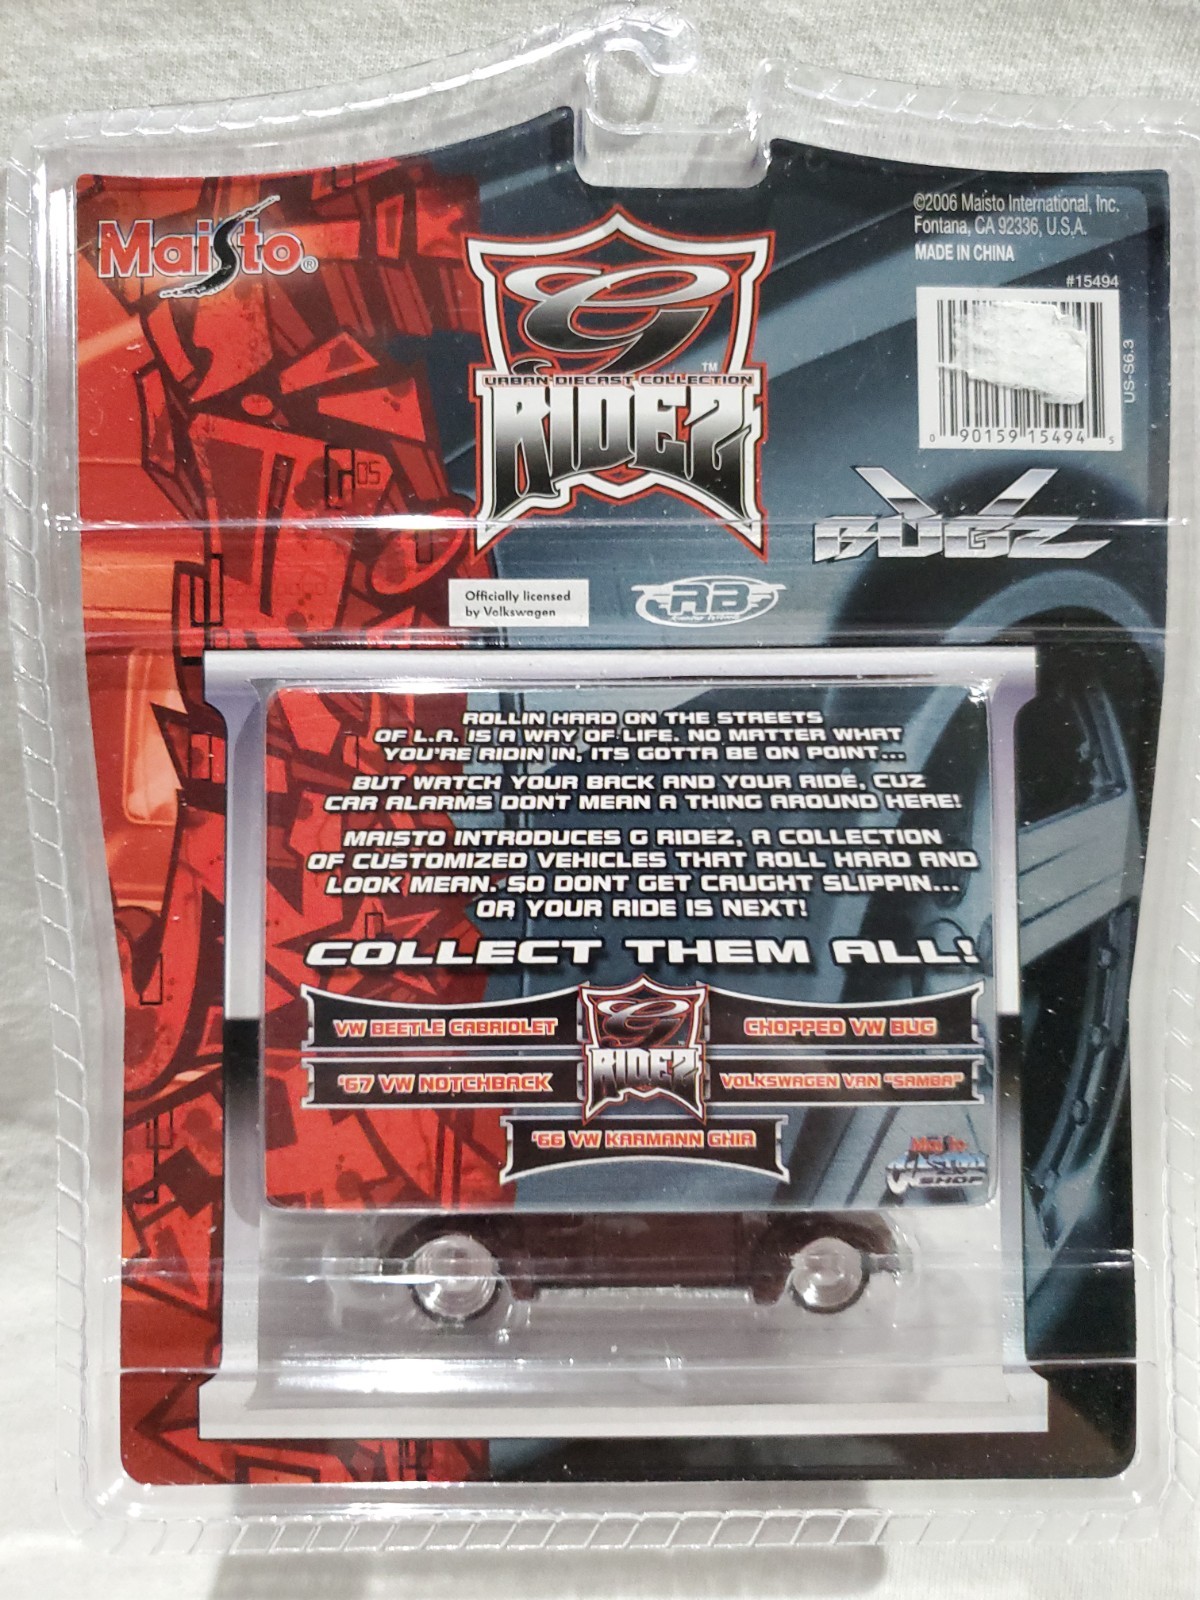 Maisto®
©2006 Maisto International, Inc.
Fontana, CA 92336, U.S.A.
MADE IN CHINA
#15494
US-S6.3
0 90159 15494 5
G
TM
URBAN DIECAST COLLECTION
RIDEZ
V
BUGZ
Officially licensed
by Volkswagen
RB
ROLLIN HARD ON THE STREETS
OF L.A. IS A WAY OF LIFE. NO MATTER WHAT
YOU'RE RIDIN IN, ITS GOTTA BE ON POINT...
BUT WATCH YOUR BACK AND YOUR RIDE, CUZ
CAR ALARMS DONT MEAN A THING AROUND HERE!
MAISTO INTRODUCES G RIDEZ, A COLLECTION
OF CUSTOMIZED VEHICLES THAT ROLL HARD AND
LOOK MEAN. SO DONT GET CAUGHT SLIPPIN...
OR YOUR RIDE IS NEXT!
COLLECT THEM ALL!
VW BEETLE CABRIOLET
CHOPPED VW BUG
G
RIDEZ
'67 VW NOTCHBACK
VOLKSWAGEN VAN "SAMBA"
'66 VW KARMANN GHIA
Maisto
CUSTOM
SHOP